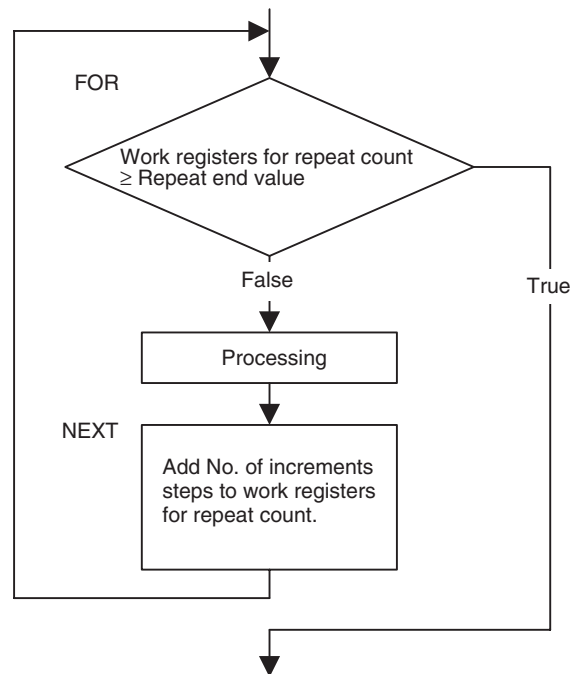 FOR
Work registers for repeat count
≥ Repeat end value
False
True
Processing
NEXT
Add No. of increments
steps to work registers
for repeat count.